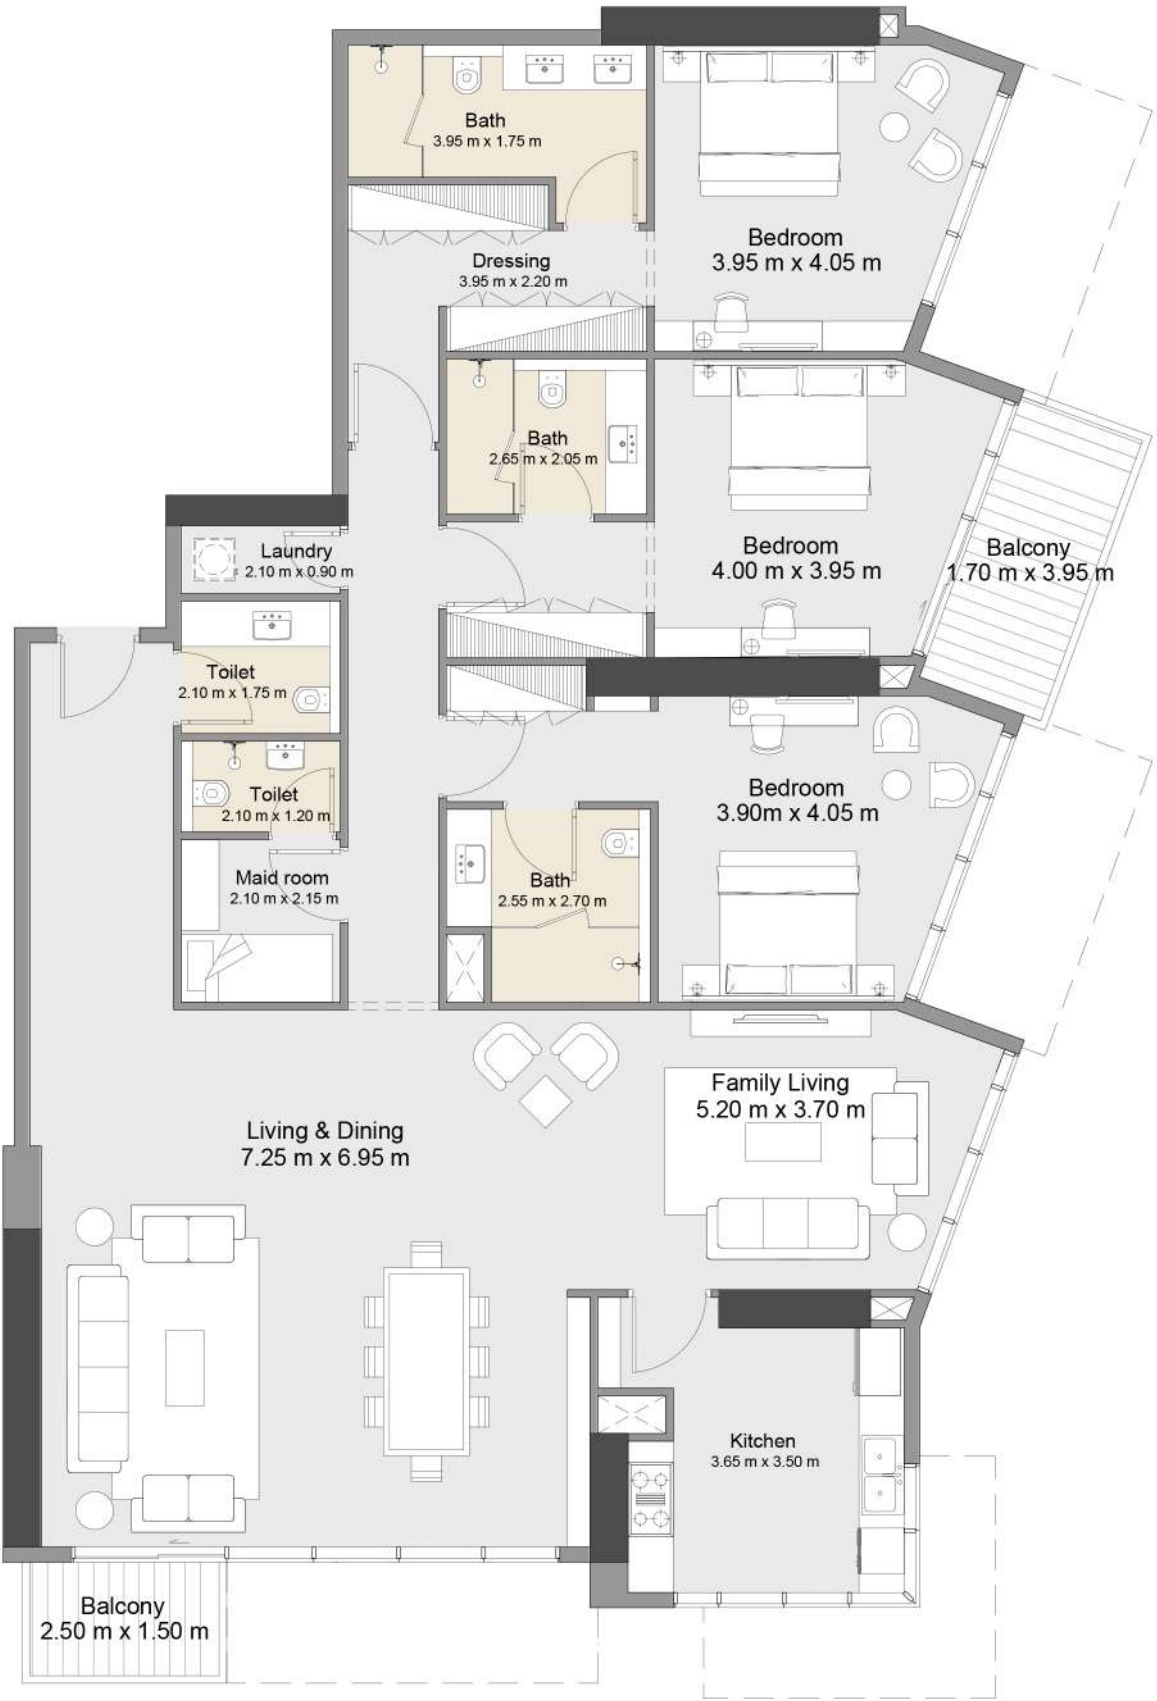 Bath
3.95 m x 1.75 m
Bedroom
3.95 m x 4.05 m
Dressing
3.95 m x 2.20 m
Bath
2.65 m x 2.05 m
Bedroom
4.00 m x 3.95 m
Balcony
1.70 m x 3.95 m
Laundry
2.10 m x 0.90 m
Toilet
2.10 m x 1.75 m
Toilet
2.10 m x 1.20 m
Bedroom
3.90m x 4.05 m
Maid room
2.10 m x 2.15 m
Bath
2.55 m x 2.70 m
Family Living
5.20 m x 3.70 m
Living & Dining
7.25 m x 6.95 m
Kitchen
3.65 m x 3.50 m
Balcony
2.50 m x 1.50 m